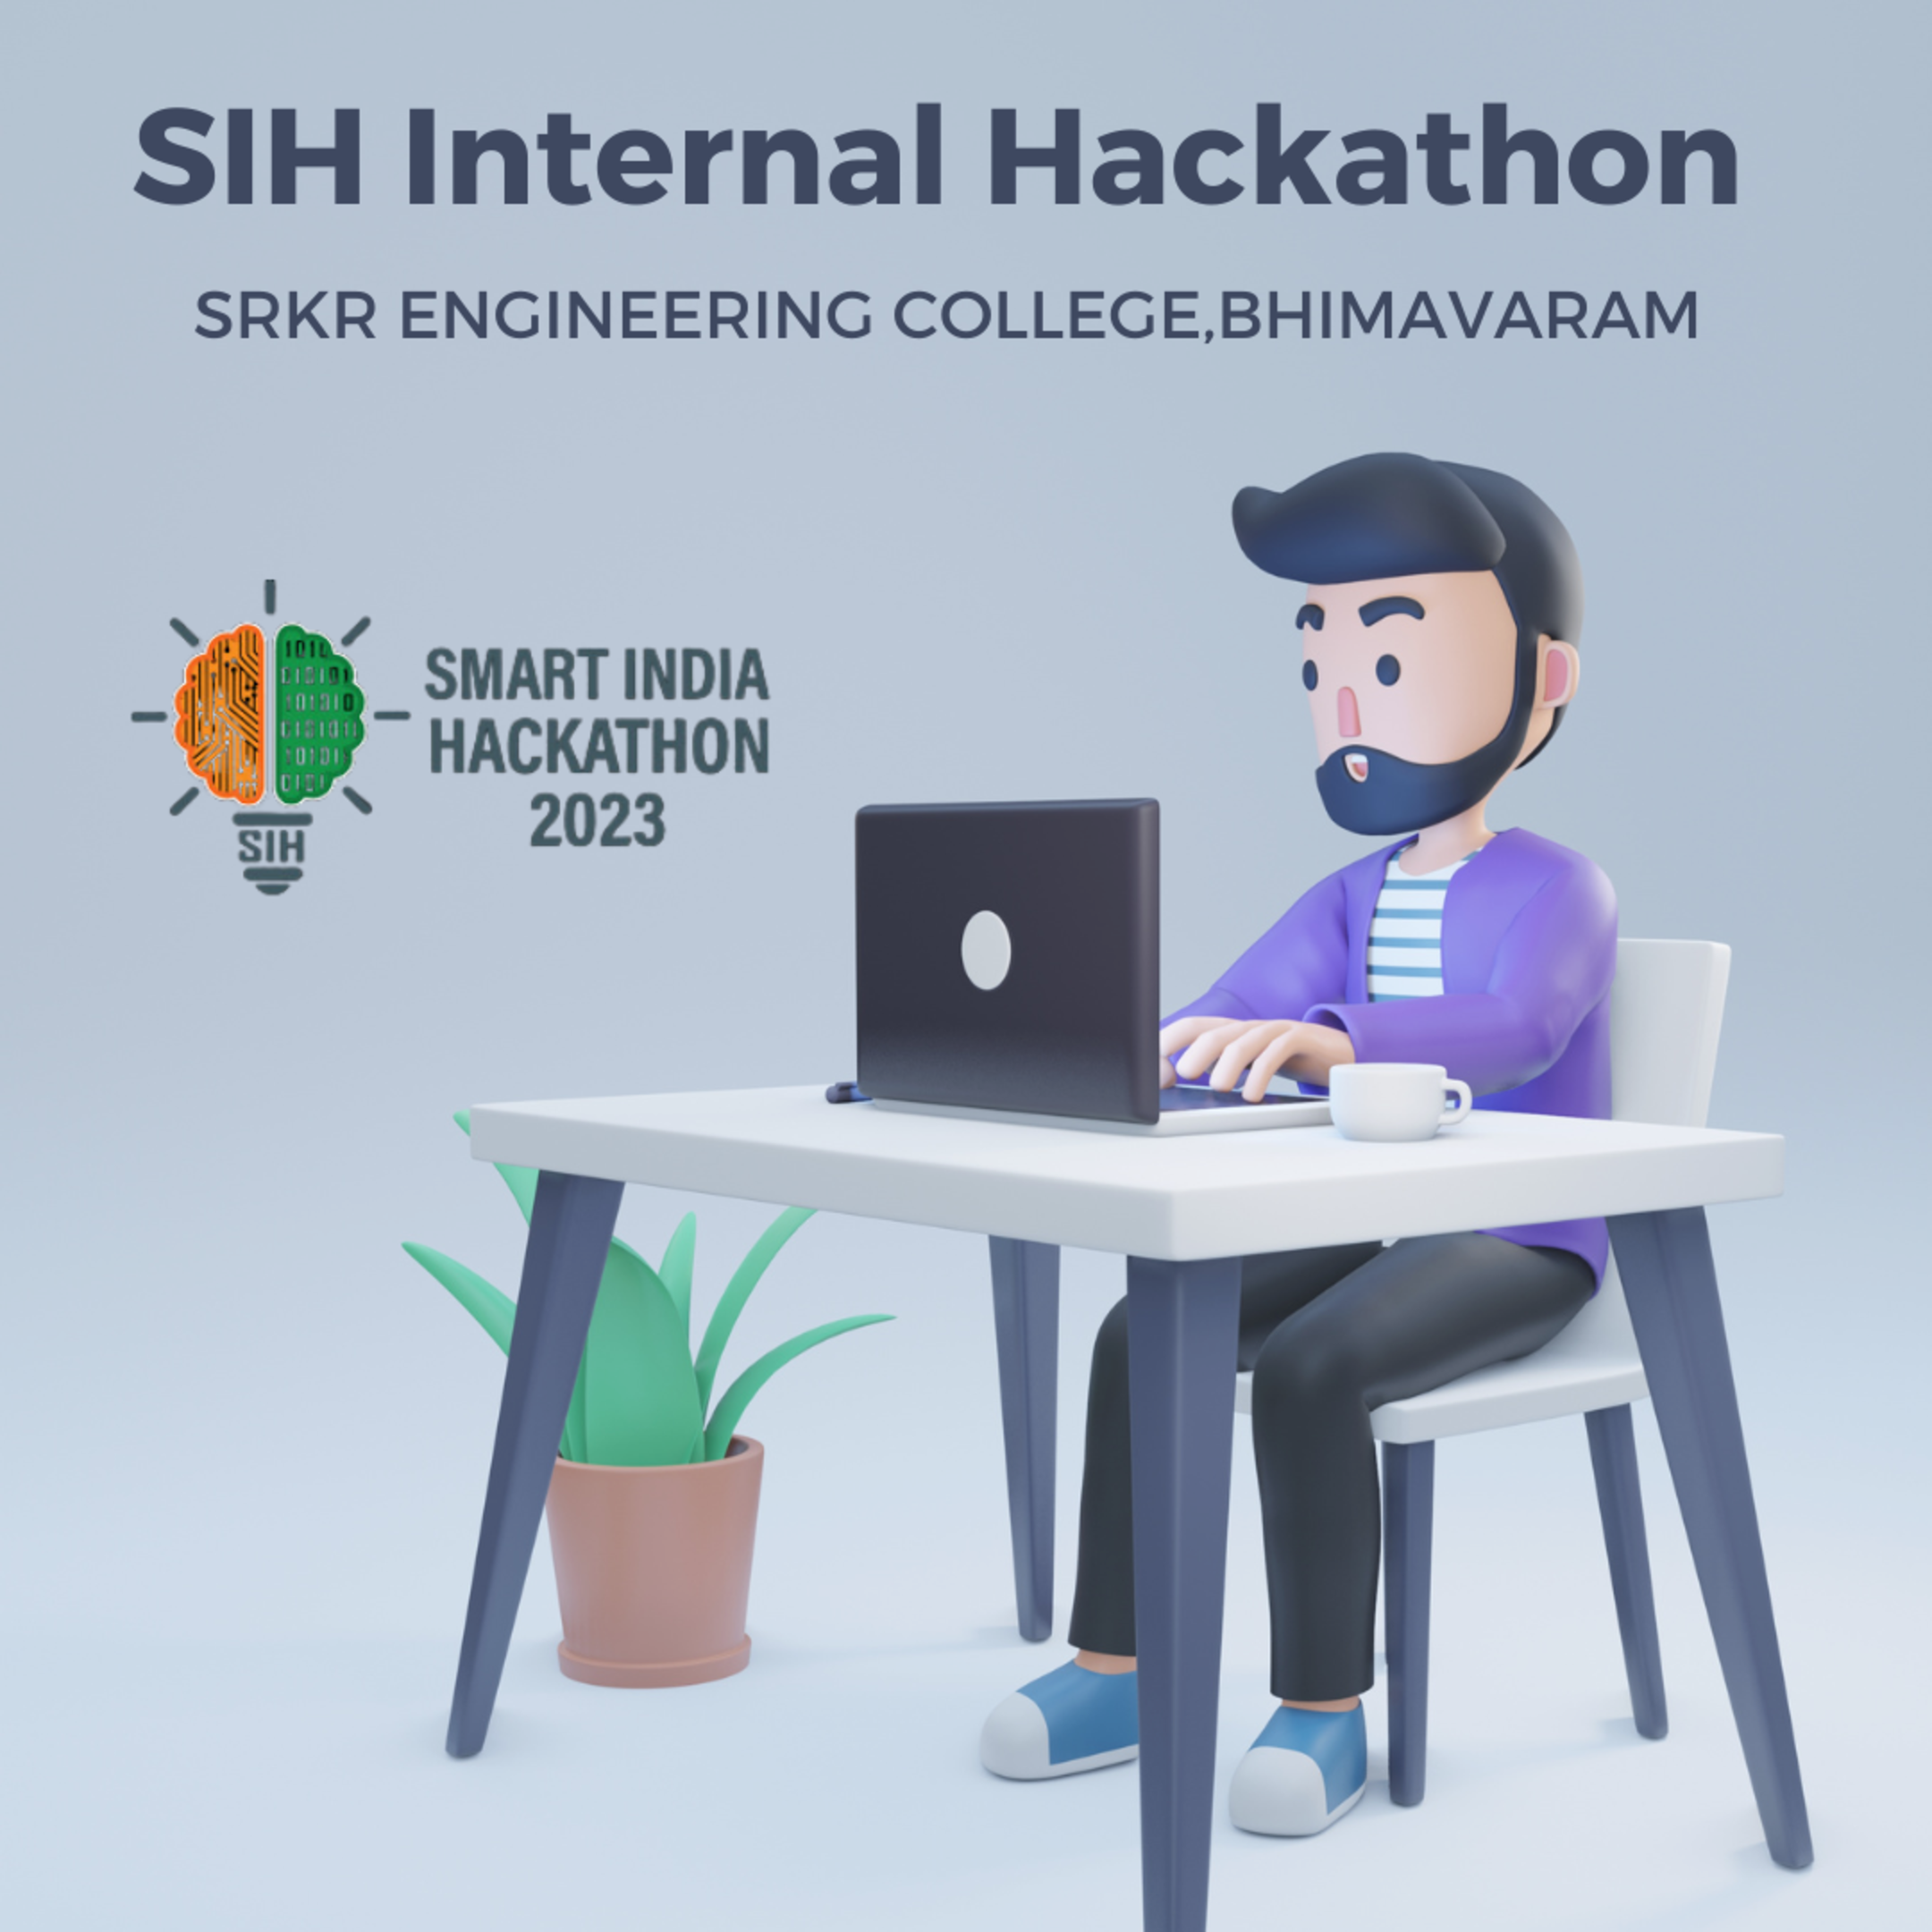 SIH Internal Hackathon
SRKR ENGINEERING COLLEGE,BHIMAVARAM
SMART INDIA
HACKATHON
2023
SIH